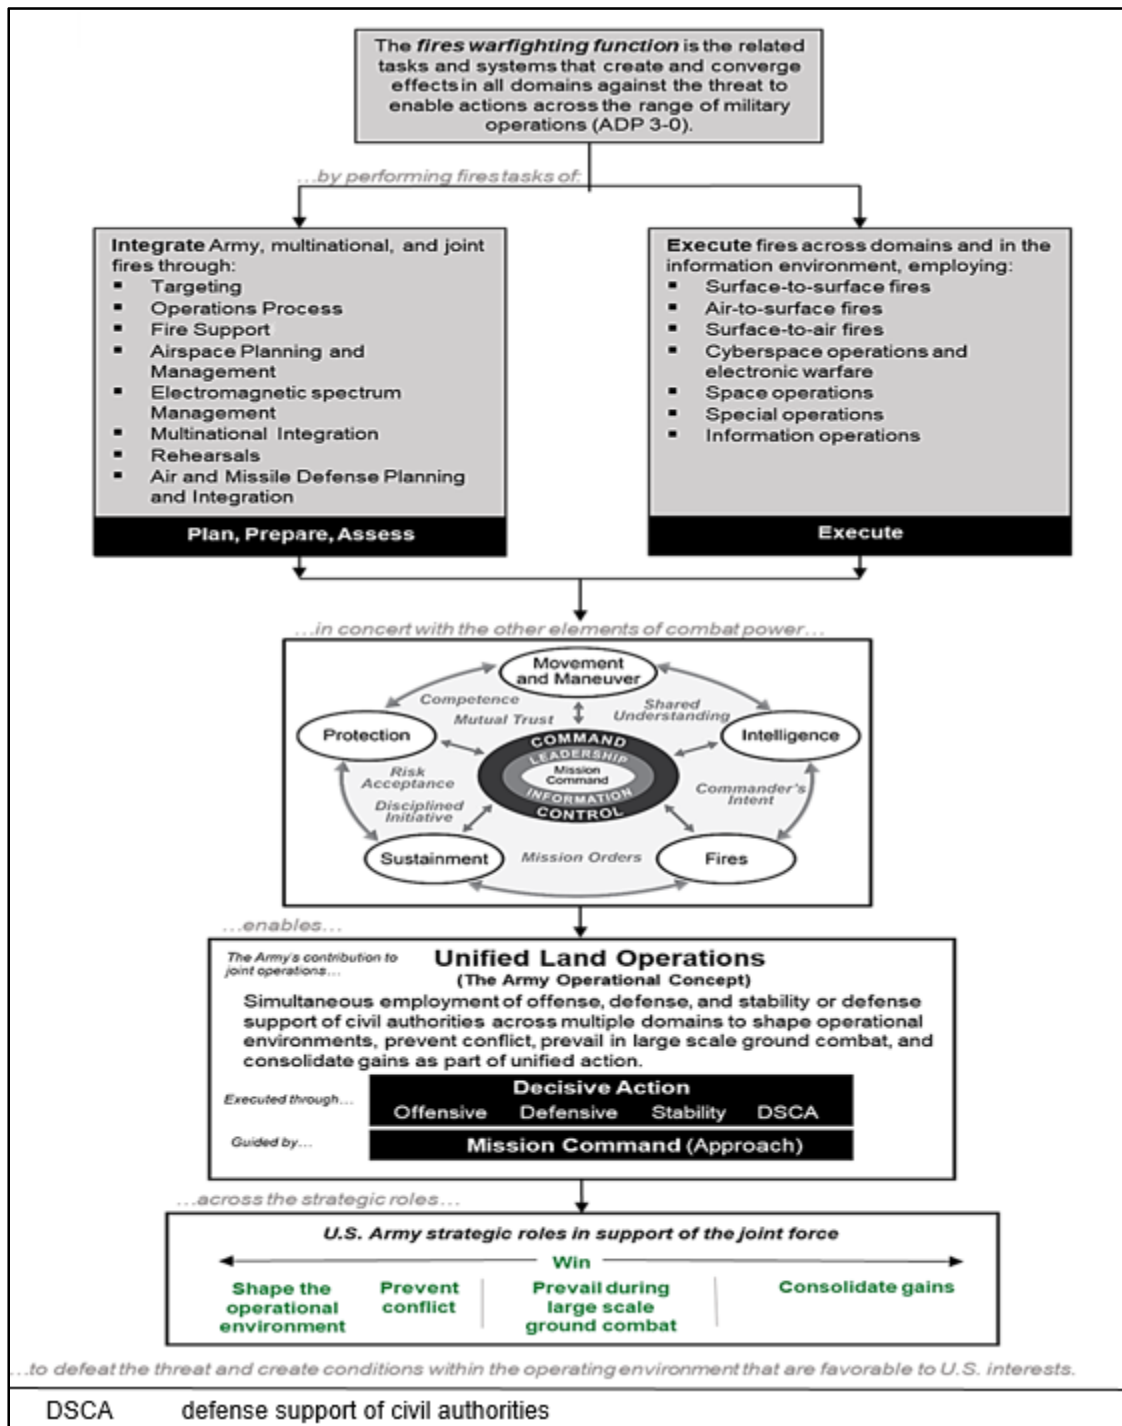 The fires warfighting function is the related
tasks and systems that create and converge
effects in all domains against the threat to
enable actions across the range of military
operations (ADP 3-0).
...by performing fires tasks of:
Integrate Army, multinational, and joint
fires through:
▪ Targeting
▪ Operations Process
▪ Fire Support
▪ Airspace Planning and
Management
▪ Electromagnetic spectrum
Management
▪ Multinational Integration
▪ Rehearsals
▪ Air and Missile Defense Planning
and Integration
Plan, Prepare, Assess
Execute fires across domains and in the
information environment, employing:
▪ Surface-to-surface fires
▪ Air-to-surface fires
▪ Surface-to-air fires
▪ Cyberspace operations and
electronic warfare
▪ Space operations
▪ Special operations
▪ Information operations
Execute
...in concert with the other elements of combat power...
Movement
and Maneuver
Competence
Mutual Trust
Shared
Understanding
Protection
Intelligence
COMMAND
LEADERSHIP
Mission
Command
INFORMATION
CONTROL
Risk
Acceptance
Disciplined
Initiative
Commander's
Intent
Sustainment
Mission Orders
Fires
...enables...
The Army's contribution to
joint operations...
Unified Land Operations
(The Army Operational Concept)
Simultaneous employment of offense, defense, and stability or defense
support of civil authorities across multiple domains to shape operational
environments, prevent conflict, prevail in large scale ground combat, and
consolidate gains as part of unified action.
Executed through...
Decisive Action
Offensive Defensive Stability DSCA
Guided by...
Mission Command (Approach)
...across the strategic roles...
U.S. Army strategic roles in support of the joint force
Win
Shape the
operational
environment
Prevent
conflict
Prevail during
large scale
ground combat
Consolidate gains
...to defeat the threat and create conditions within the operating environment that are favorable to U.S. interests.
DSCA defense support of civil authorities